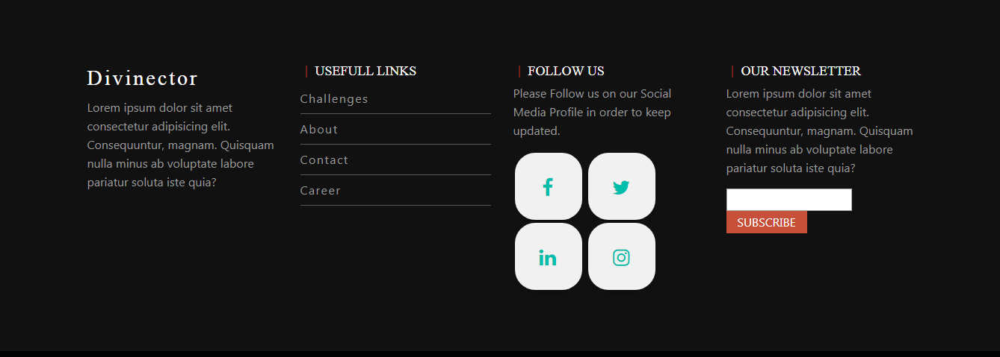 Divinector
Lorem ipsum dolor sit amet
consectetur adipisicing elit.
Consequuntur, magnam. Quisquam
nulla minus ab voluptate labore
pariatur soluta iste quia?
USEFULL LINKS
Challenges
About
Contact
Career
FOLLOW US
Please Follow us on our Social
Media Profile in order to keep
updated.
OUR NEWSLETTER
Lorem ipsum dolor sit amet
consectetur adipisicing elit.
Consequuntur, magnam. Quisquam
nulla minus ab voluptate labore
pariatur soluta iste quia?
SUBSCRIBE